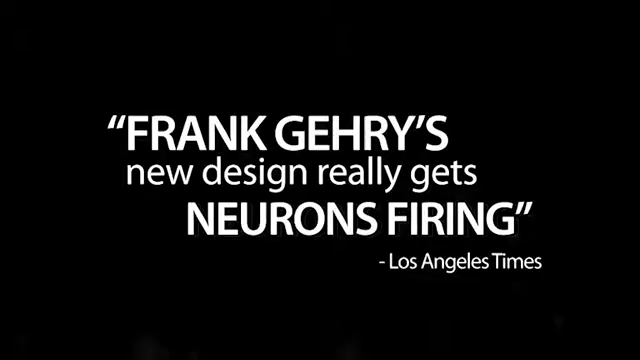 “FRANK GEHRY’S
new design really gets
NEURONS FIRING”
- Los Angeles Times